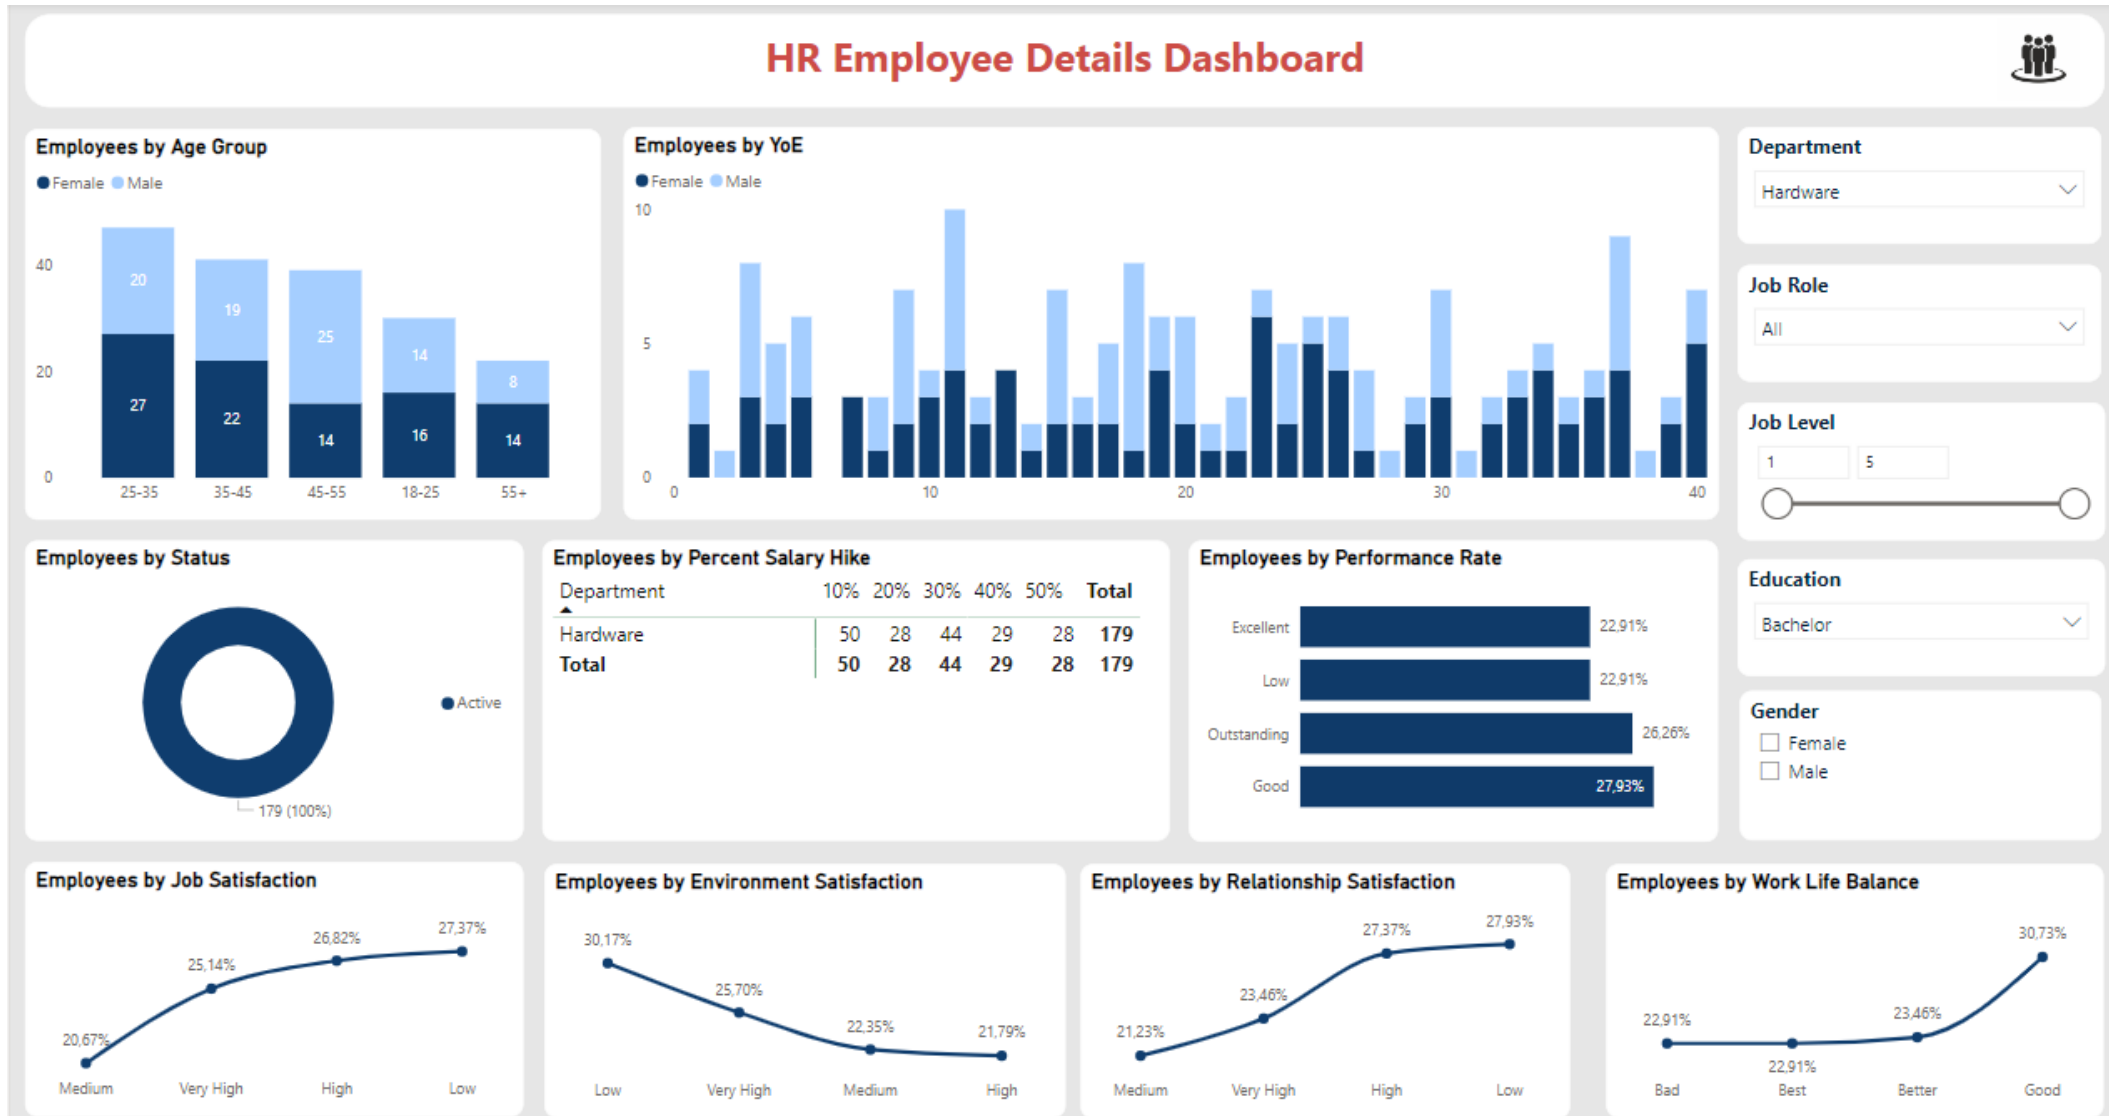 HR Employee Details Dashboard
Employees by Age Group
Female Male
40
20
0
20
27
19
22
25
14
14
16
8
14
25-35 35-45 45-55 18-25 55+
Employees by YoE
Female Male
10
5
0
0 10 20 30 40
Department
Hardware
Job Role
All
Job Level
1 5
Education
Bachelor
Gender
Female
Male
Employees by Status
Active
179 (100%)
Employees by Percent Salary Hike
Department 10% 20% 30% 40% 50% Total
Hardware 50 28 44 29 28 179
Total 50 28 44 29 28 179
Employees by Performance Rate
Excellent 22,91%
Low 22,91%
Outstanding 26,26%
Good 27,93%
Employees by Job Satisfaction
20,67% 25,14% 26,82% 27,37%
Medium Very High High Low
Employees by Environment Satisfaction
30,17% 25,70% 22,35% 21,79%
Low Very High Medium High
Employees by Relationship Satisfaction
21,23% 23,46% 27,37% 27,93%
Medium Very High High Low
Employees by Work Life Balance
22,91% 22,91% 23,46% 30,73%
Bad Best Better Good